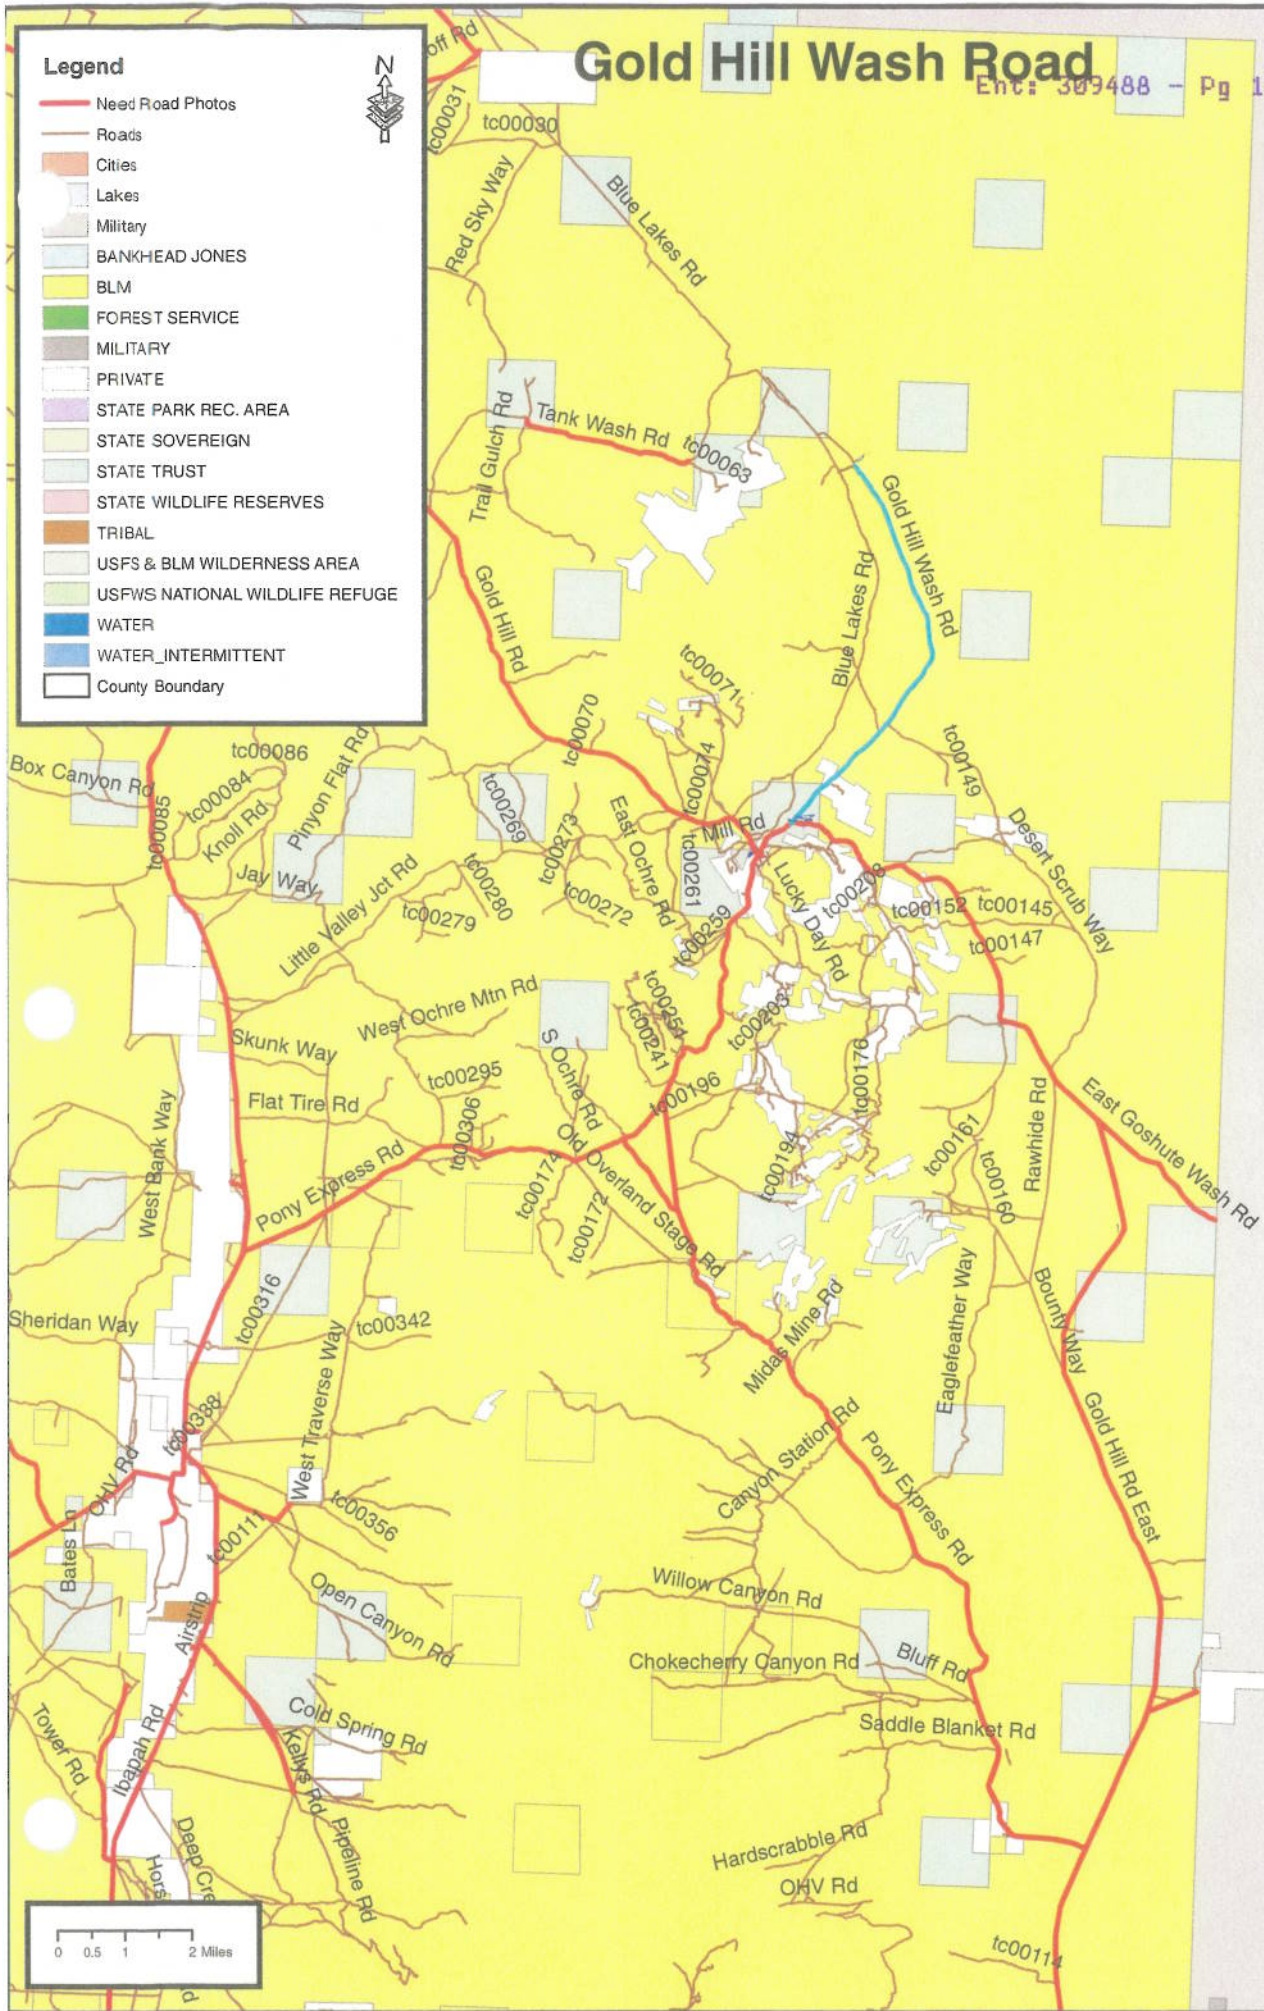 Gold Hill Wash Road
Ent: 309488 - Pg 1
Legend
N
Need Road Photos
Roads
Cities
Lakes
Military
BANKHEAD JONES
BLM
FOREST SERVICE
MILITARY
PRIVATE
STATE PARK REC. AREA
STATE SOVEREIGN
STATE TRUST
STATE WILDLIFE RESERVES
TRIBAL
USFS & BLM WILDERNESS AREA
USFWS NATIONAL WILDLIFE REFUGE
WATER
WATER_INTERMITTENT
County Boundary
off Rd
tc00031
tc00030
Red Sky Way
Blue Lakes Rd
Trail Gulch Rd
Tank Wash Rd
tc00063
Gold Hill Wash Rd
Gold Hill Rd
Blue Lakes Rd
tc00071
tc00070
tc00074
tc00149
Box Canyon Rd
tc00086
tc00084
tc00085
Knoll Rd
Pinyon Flat Rd
Jay Way
tc00269
tc00273
East Ochre Rd
Mill Rd
tc00261
Lucky Day Rd
tc00208
Desert Scrub Way
tc00152
tc00145
tc00147
Little Valley Jct Rd
tc00280
tc00279
tc00272
tc00259
West Ochre Mtn Rd
Skunk Way
tc00254
tc00241
tc00203
tc00176
S Ochre Rd
tc00295
Flat Tire Rd
tc00306
tc00196
West Bank Way
Pony Express Rd
Old Overland Stage Rd
tc00174
tc00172
tc00194
tc00161
tc00160
Rawhide Rd
East Goshute Wash Rd
Sheridan Way
tc00316
tc00342
West Traverse Way
Midas Mine Rd
Eaglefeather Way
Bounty Way
Gold Hill Rd East
tc00338
OHV Rd
Bates Ln
tc00356
tc00111
Canyon Station Rd
Pony Express Rd
Open Canyon Rd
Airstrip
Willow Canyon Rd
Chokecherry Canyon Rd
Bluff Rd
Saddle Blanket Rd
Tower Rd
Ibapah Rd
Cold Spring Rd
Kellys Rd
Pipeline Rd
Deep Cre
Hors
Hardscrabble Rd
OHV Rd
tc00114
0 0.5 1 2 Miles